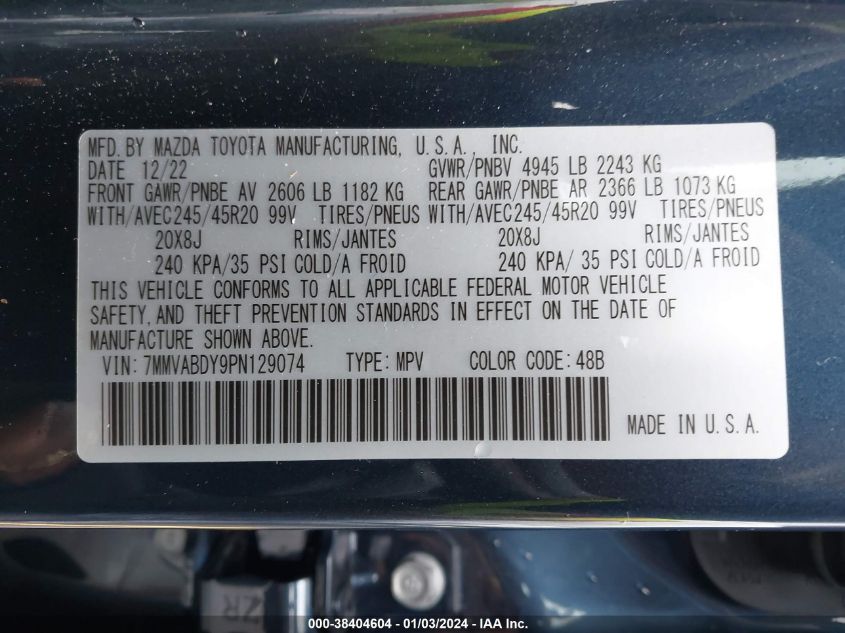 MFD. BY MAZDA TOYOTA MANUFACTURING, U.S.A., INC.
DATE 12/22 GVWR/PNBV 4945 LB 2243 KG
FRONT GAWR/PNBE AV 2606 LB 1182 KG REAR GAWR/PNBE AR 2366 LB 1073 KG
WITH/AVEC 245/45R20 99V TIRES/PNEUS WITH/AVEC 245/45R20 99V TIRES/PNEUS
20X8J RIMS/JANTES 20X8J RIMS/JANTES
240 KPA/35 PSI COLD/A FROID 240 KPA/ 35 PSI COLD/A FROID
THIS VEHICLE CONFORMS TO ALL APPLICABLE FEDERAL MOTOR VEHICLE
SAFETY, AND THEFT PREVENTION STANDARDS IN EFFECT ON THE DATE OF
MANUFACTURE SHOWN ABOVE.
VIN: 7MMVABDY9PN129074 TYPE: MPV COLOR CODE: 48B
MADE IN U.S.A.
ZR
000-38404604 - 01/03/2024 - IAA Inc.